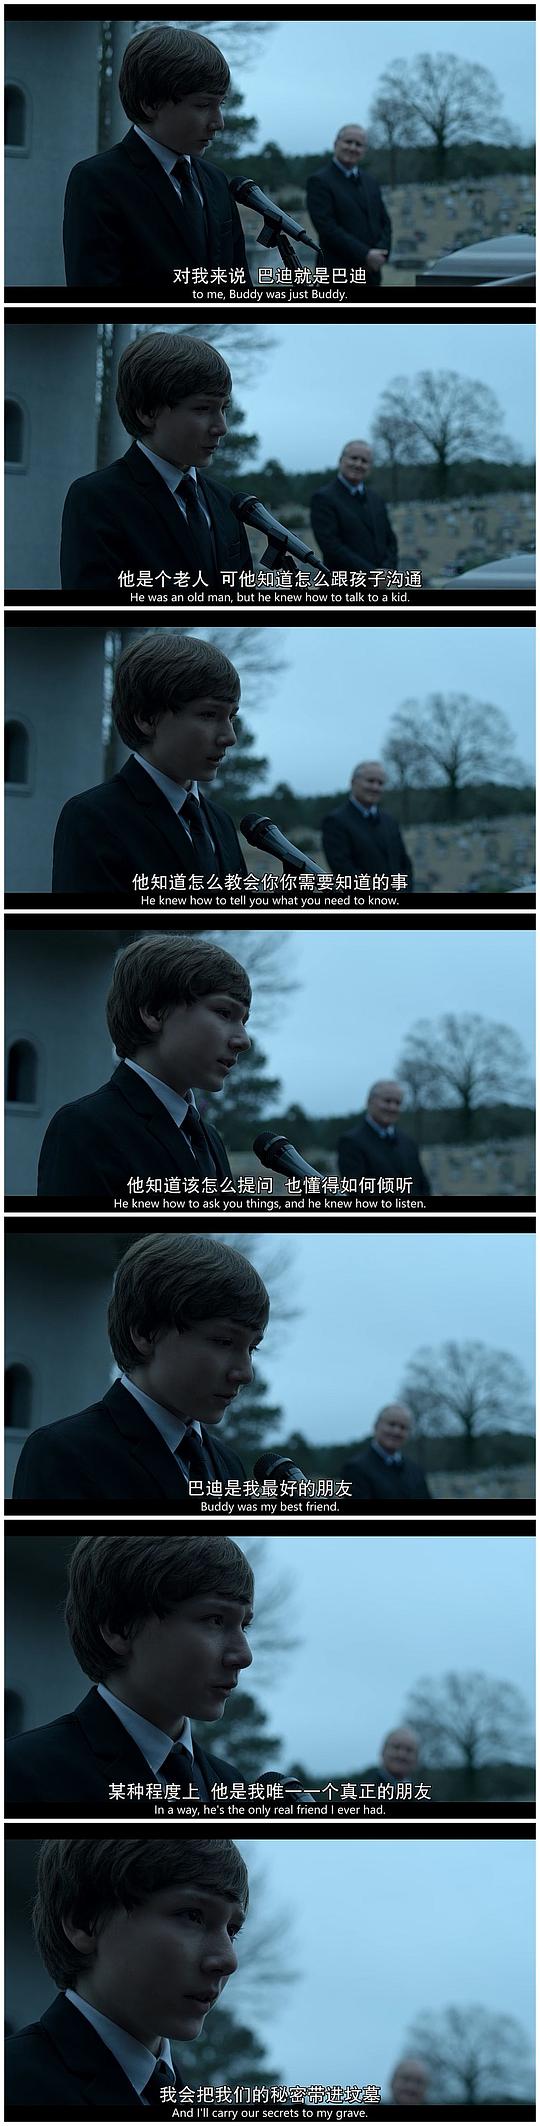 对我来说 巴迪就是巴迪
to me, Buddy was just Buddy.
他是个老人 可他知道怎么跟孩子沟通
He was an old man, but he knew how to talk to a kid.
他知道怎么教会你你需要知道的事
He knew how to tell you what you need to know.
他知道该怎么提问 也懂得如何倾听
He knew how to ask you things, and he knew how to listen.
巴迪是我最好的朋友
Buddy was my best friend.
某种程度上 他是我唯一一个真正的朋友
In a way, he's the only real friend I ever had.
我会把我们的秘密带进坟墓
And I'll carry our secrets to my grave.